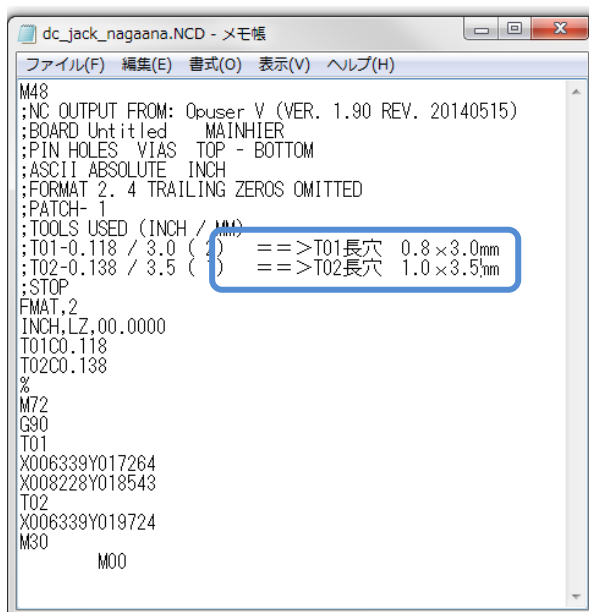 dc_jack_nagaana.NCD - メモ帳
ファイル(F) 編集(E) 書式(O) 表示(V) ヘルプ(H)
M48
;NC OUTPUT FROM: Opuser V (VER. 1.90 REV. 20140515)
;BOARD Untitled MAINHIER
;PIN HOLES VIAS TOP - BOTTOM
;ASCII ABSOLUTE INCH
;FORMAT 2. 4 TRAILING ZEROS OMITTED
;PATCH- 1
;TOOLS USED (INCH / MM)
;T01-0.118 / 3.0 ( 2) ==>T01長穴 0.8×3.0mm
;T02-0.138 / 3.5 ( ) ==>T02長穴 1.0×3.5mm
;STOP
FMAT,2
INCH,LZ,00.0000
T01C0.118
T02C0.138
%
M72
G90
T01
X006339Y017264
X008228Y018543
T02
X006339Y019724
M30
M00